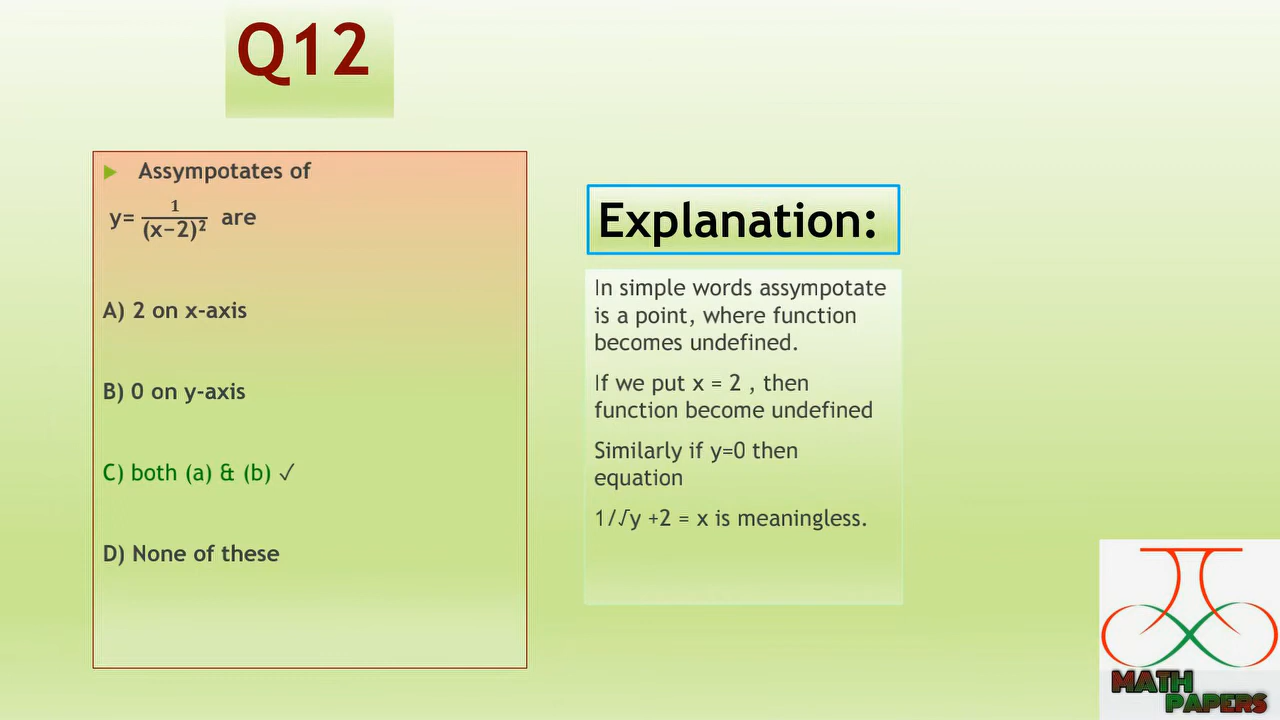 Q12
Assympotates of
y= 1/(x−2)² are
A) 2 on x-axis
B) 0 on y-axis
C) both (a) & (b) ✓
D) None of these
Explanation:
In simple words assympotate
is a point, where function
becomes undefined.
If we put x = 2 , then
function become undefined
Similarly if y=0 then
equation
1/√y +2 = x is meaningless.
MATH
PAPERS